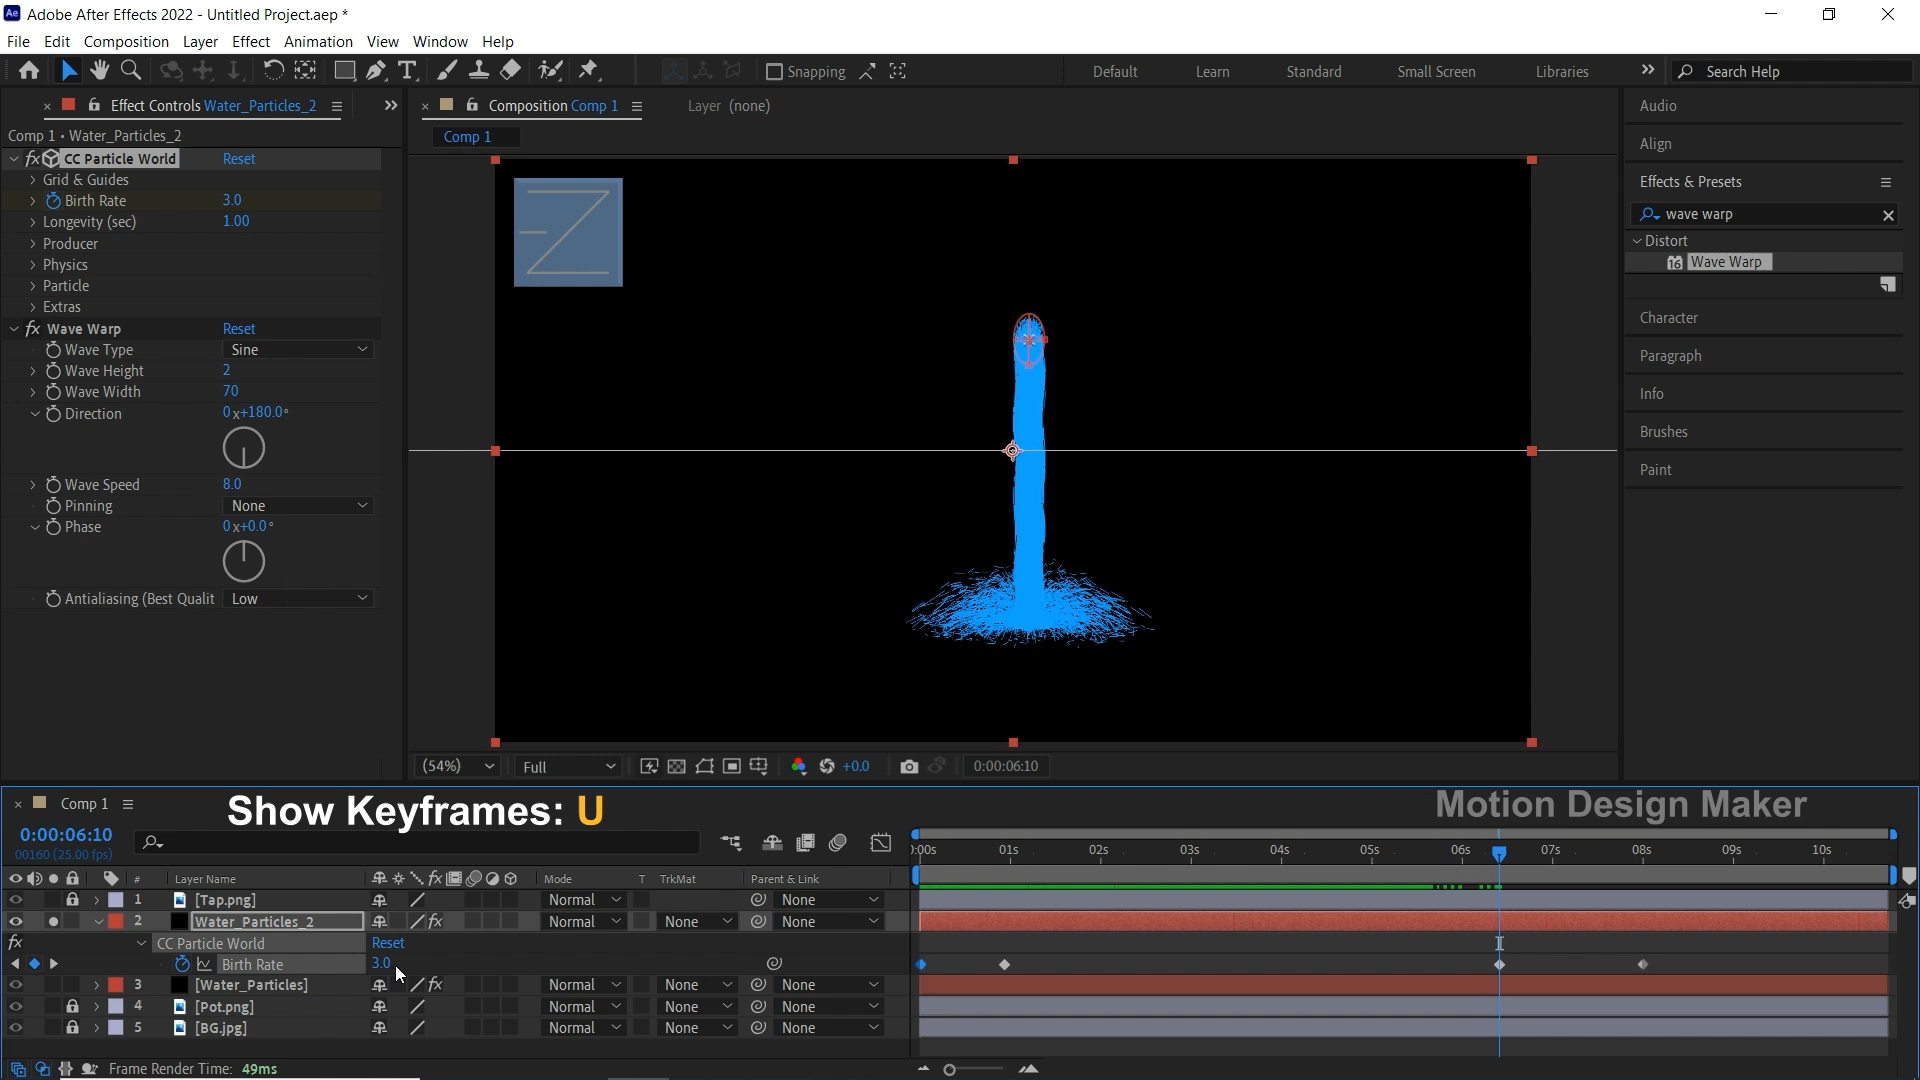 Ae Adobe After Effects 2022 - Untitled Project.aep *
File Edit Composition Layer Effect Animation View Window Help
Snapping Default Learn Standard Small Screen Libraries Search Help
Effect Controls Water_Particles_2
Composition Comp 1
Layer (none)
Comp 1 • Water_Particles_2
Comp 1
fx CC Particle World Reset
Grid & Guides
Birth Rate 3.0
Longevity (sec) 1.00
Producer
Physics
Particle
Extras
fx Wave Warp Reset
Wave Type Sine
Wave Height 2
Wave Width 70
Direction 0x+180.0°
Wave Speed 8.0
Pinning None
Phase 0x+0.0°
Antialiasing (Best Qualit Low
Z
Audio
Align
Effects & Presets
wave warp
Distort
16 Wave Warp
Character
Paragraph
Info
Brushes
Paint
(54%) Full +0.0 0:00:06:10
Comp 1
Show Keyframes: U
Motion Design Maker
0:00:06:10
00160 (25.00 fps)
):00s 01s 02s 03s 04s 05s 06s 07s 08s 09s 10s
# Layer Name fx Mode T TrkMat Parent & Link
1 [Tap.png] Normal None
2 Water_Particles_2 fx Normal None None
fx CC Particle World Reset
Birth Rate 3.0
3 [Water_Particles] fx Normal None None
4 [Pot.png] Normal None None
5 [BG.jpg] Normal None None
Frame Render Time: 49ms